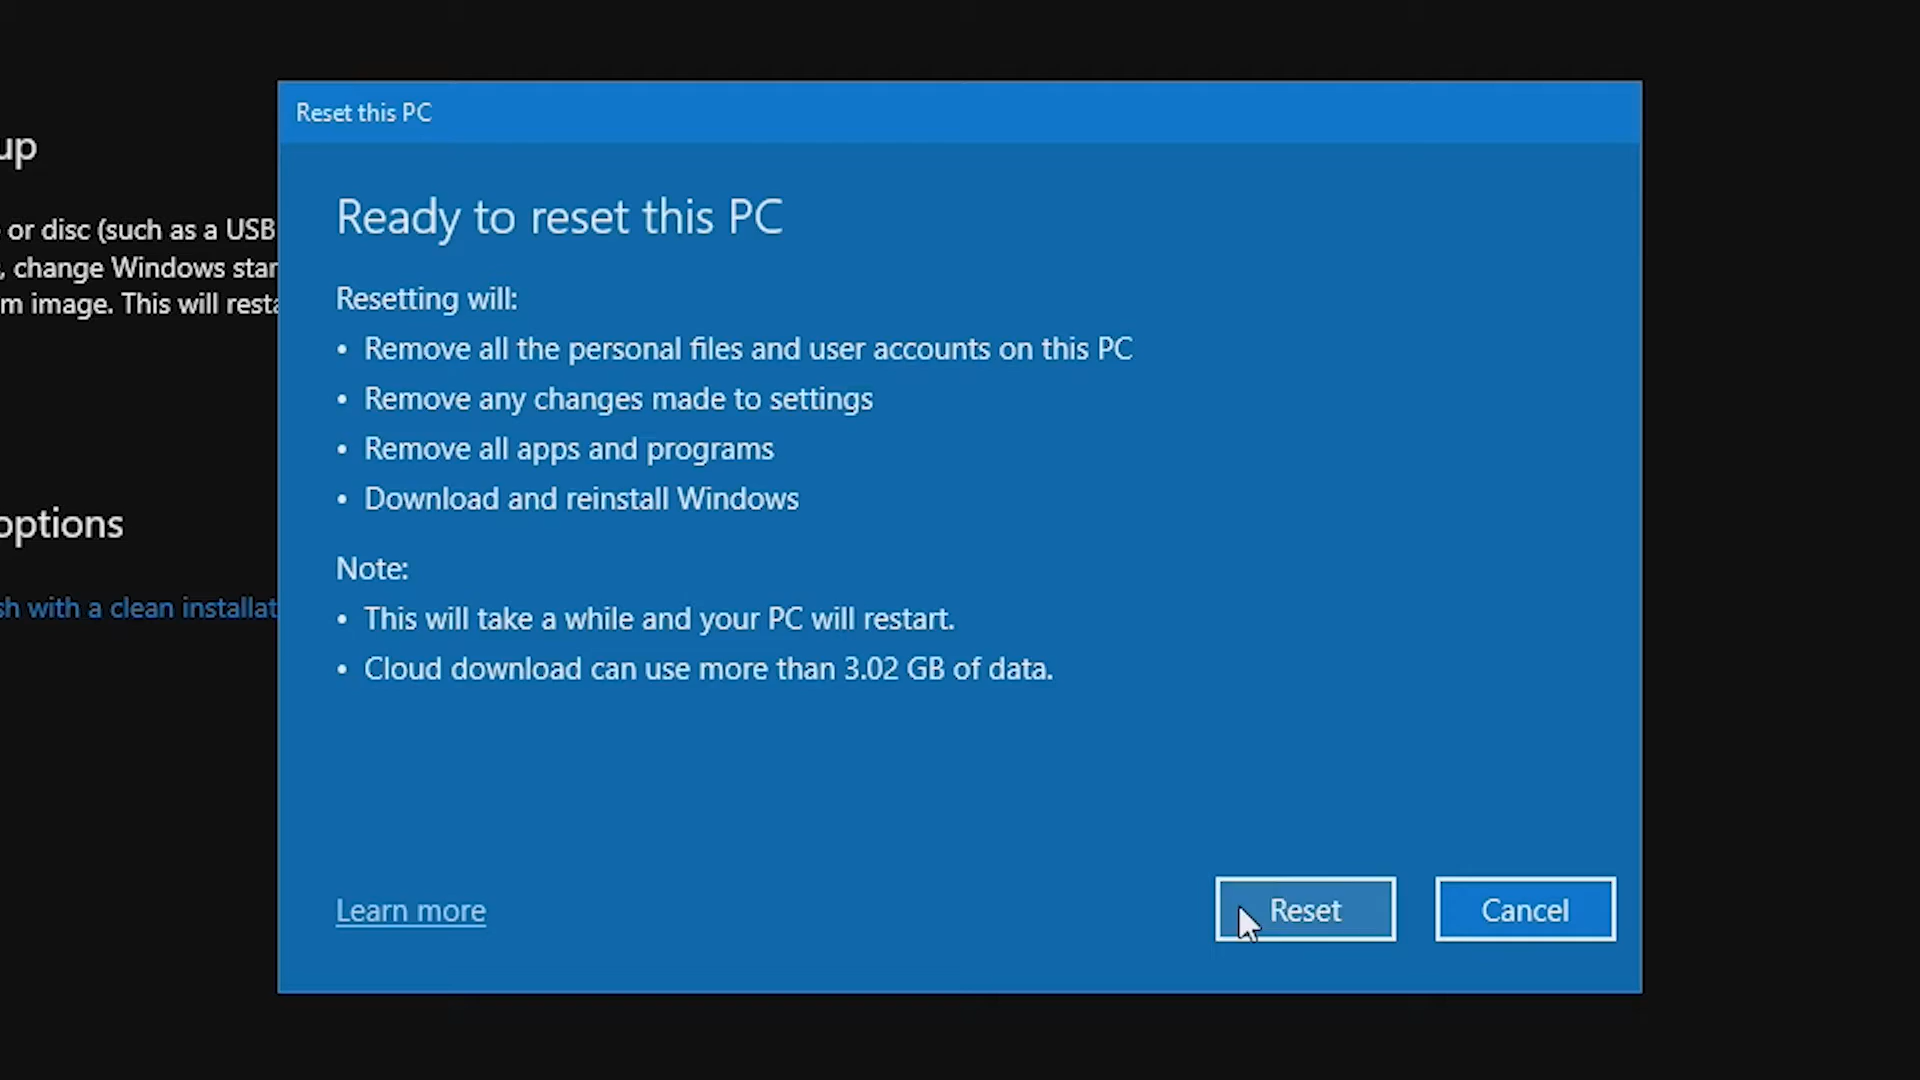 Reset this PC
up
or disc (such as a USB
, change Windows star
m image. This will resta
options
sh with a clean installat
Ready to reset this PC
Resetting will:
• Remove all the personal files and user accounts on this PC
• Remove any changes made to settings
• Remove all apps and programs
• Download and reinstall Windows
Note:
• This will take a while and your PC will restart.
• Cloud download can use more than 3.02 GB of data.
Learn more
Reset
Cancel